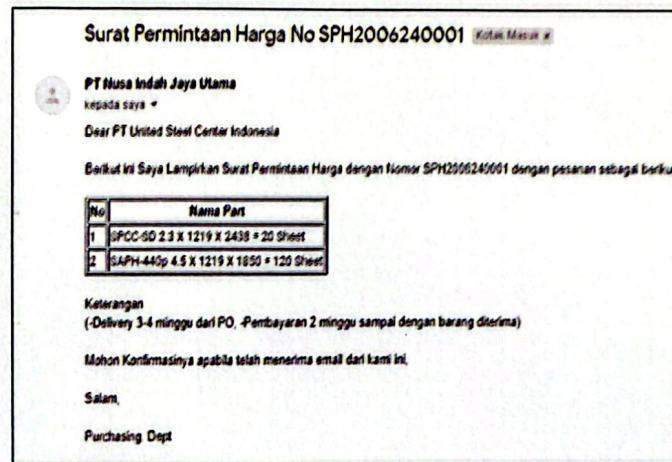 Surat Permintaan Harga No SPH2006240001 Kotak Masuk x
PT Nusa Indah Jaya Utama
kepada saya
Dear PT United Steel Center Indonesia
Berikut ini Saya Lampirkan Surat Permintaan Harga dengan Nomor SPH2006240001 dengan pesanan sebagai beriku
No Nama Part
1 SPCC-SD 2.3 X 1219 X 2438 = 20 Sheet
2 SAPH-440p 4.5 X 1219 X 1850 = 120 Sheet
Keterangan
(-Delivery 3-4 minggu dari PO, -Pembayaran 2 minggu sampai dengan barang diterima)
Mohon Konfirmasinya apabila telah menerima email dari kami ini,
Salam,
Purchasing Dept